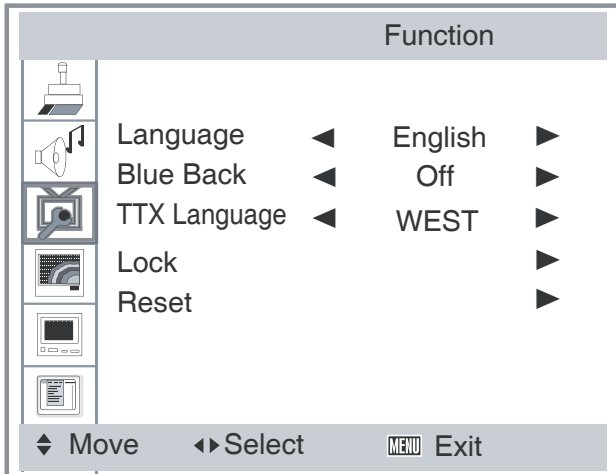 Function
Language English
Blue Back Off
TTX Language WEST
Lock
Reset
Move Select MENU Exit